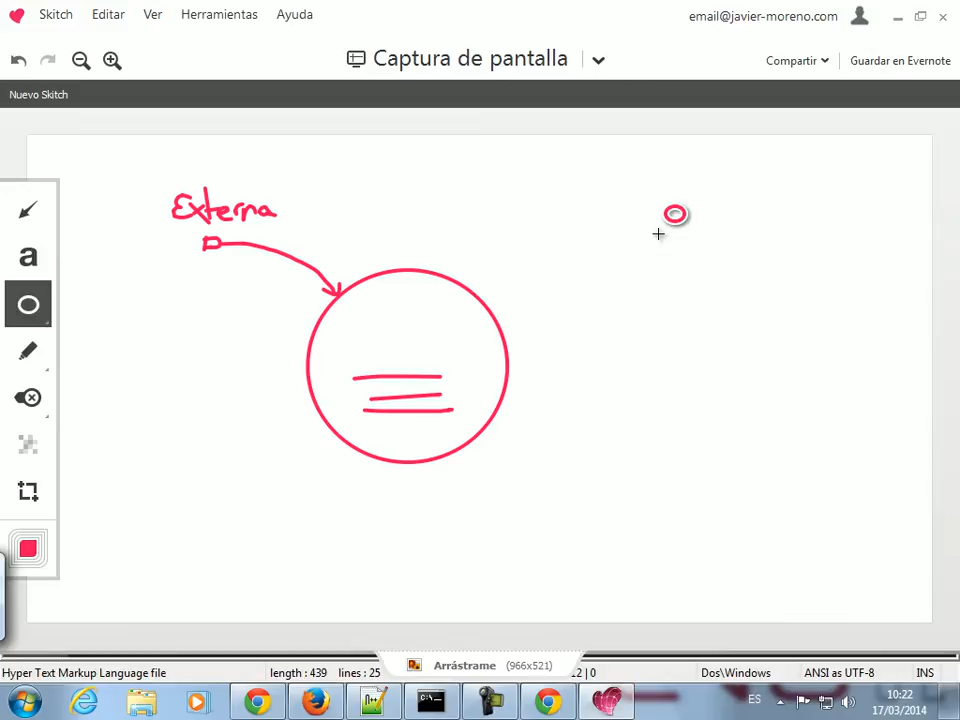 Skitch Editar Ver Herramientas Ayuda
email@javier-moreno.com
Captura de pantalla
Compartir
Guardar en Evernote
Nuevo Skitch
Externa
a
Arrástrame (966x521)
Hyper Text Markup Language file
length : 439 lines : 25
2 | 0
Dos\Windows
ANSI as UTF-8
INS
ES
10:22
17/03/2014